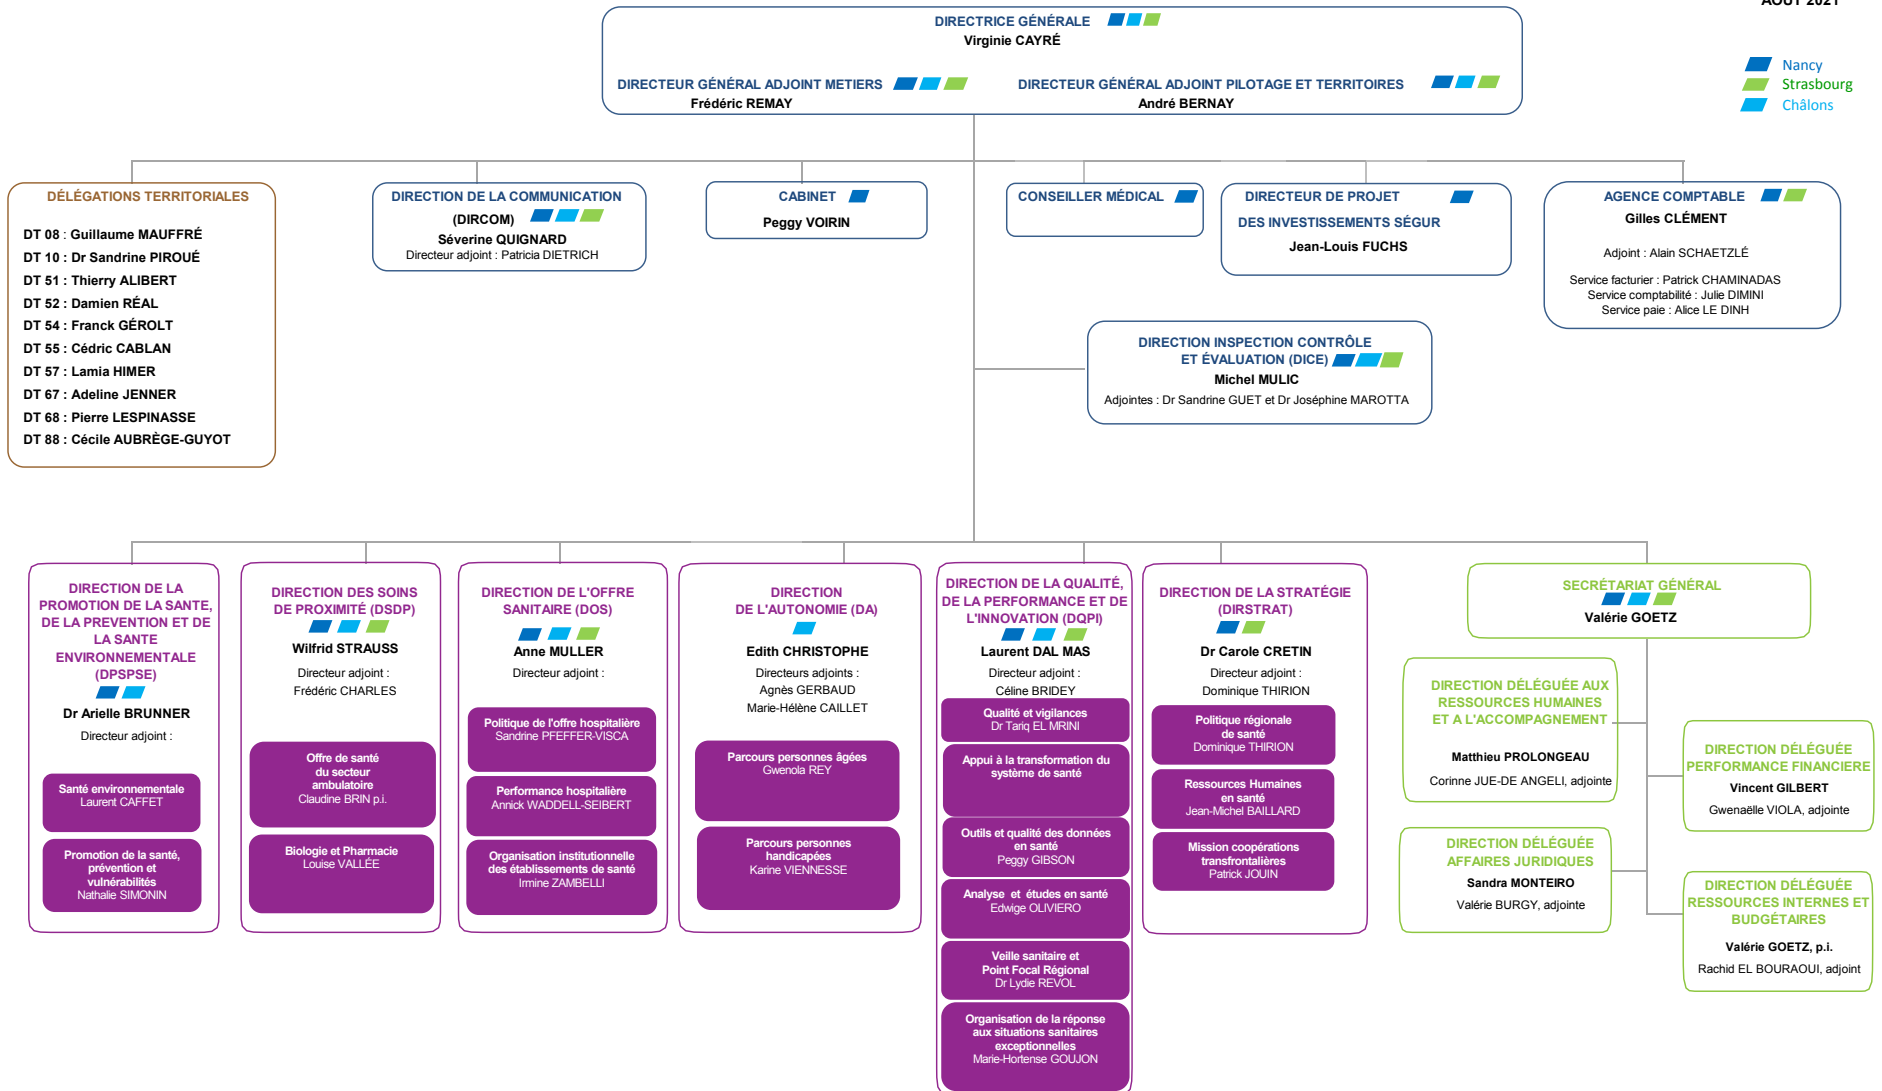 AOUT 2021
DIRECTRICE GÉNÉRALE
Virginie CAYRÉ
DIRECTEUR GÉNÉRAL ADJOINT METIERS
Frédéric REMAY
DIRECTEUR GÉNÉRAL ADJOINT PILOTAGE ET TERRITOIRES
André BERNAY
Nancy
Strasbourg
Châlons
DÉLÉGATIONS TERRITORIALES
DT 08 : Guillaume MAUFFRÉ
DT 10 : Dr Sandrine PIROUÉ
DT 51 : Thierry ALIBERT
DT 52 : Damien RÉAL
DT 54 : Franck GÉROLT
DT 55 : Cédric CABLAN
DT 57 : Lamia HIMER
DT 67 : Adeline JENNER
DT 68 : Pierre LESPINASSE
DT 88 : Cécile AUBRÈGE-GUYOT
DIRECTION DE LA COMMUNICATION
(DIRCOM)
Séverine QUIGNARD
Directeur adjoint : Patricia DIETRICH
CABINET
Peggy VOIRIN
CONSEILLER MÉDICAL
DIRECTEUR DE PROJET
DES INVESTISSEMENTS SÉGUR
Jean-Louis FUCHS
AGENCE COMPTABLE
Gilles CLÉMENT
Adjoint : Alain SCHAETZLÉ
Service facturier : Patrick CHAMINADAS
Service comptabilité : Julie DIMINI
Service paie : Alice LE DINH
DIRECTION INSPECTION CONTRÔLE
ET ÉVALUATION (DICE)
Michel MULIC
Adjointes : Dr Sandrine GUET et Dr Joséphine MAROTTA
DIRECTION DE LA
PROMOTION DE LA SANTE,
DE LA PREVENTION ET DE
LA SANTE
ENVIRONNEMENTALE
(DPSPSE)
Dr Arielle BRUNNER
Directeur adjoint :
Santé environnementale
Laurent CAFFET
Promotion de la santé,
prévention et
vulnérabilités
Nathalie SIMONIN
DIRECTION DES SOINS
DE PROXIMITÉ (DSDP)
Wilfrid STRAUSS
Directeur adjoint :
Frédéric CHARLES
Offre de santé
du secteur
ambulatoire
Claudine BRIN p.i.
Biologie et Pharmacie
Louise VALLÉE
DIRECTION DE L'OFFRE
SANITAIRE (DOS)
Anne MULLER
Directeur adjoint :
Politique de l'offre hospitalière
Sandrine PFEFFER-VISCA
Performance hospitalière
Annick WADDELL-SEIBERT
Organisation institutionnelle
des établissements de santé
Irmine ZAMBELLI
DIRECTION
DE L'AUTONOMIE (DA)
Edith CHRISTOPHE
Directeurs adjoints :
Agnès GERBAUD
Marie-Hélène CAILLET
Parcours personnes âgées
Gwenola REY
Parcours personnes
handicapées
Karine VIENNESSE
DIRECTION DE LA QUALITÉ,
DE LA PERFORMANCE ET DE
L'INNOVATION (DQPI)
Laurent DAL MAS
Directeur adjoint :
Céline BRIDEY
Qualité et vigilances
Dr Tariq EL MRINI
Appui à la transformation du
système de santé
Outils et qualité des données
en santé
Peggy GIBSON
Analyse et études en santé
Edwige OLIVIERO
Veille sanitaire et
Point Focal Régional
Dr Lydie REVOL
Organisation de la réponse
aux situations sanitaires
exceptionnelles
Marie-Hortense GOUJON
DIRECTION DE LA STRATÉGIE
(DIRSTRAT)
Dr Carole CRETIN
Directeur adjoint :
Dominique THIRION
Politique régionale
de santé
Dominique THIRION
Ressources Humaines
en santé
Jean-Michel BAILLARD
Mission coopérations
transfrontalières
Patrick JOUIN
SECRÉTARIAT GÉNÉRAL
Valérie GOETZ
DIRECTION DÉLÉGUÉE AUX
RESSOURCES HUMAINES
ET A L'ACCOMPAGNEMENT
Matthieu PROLONGEAU
Corinne JUE-DE ANGELI, adjointe
DIRECTION DÉLÉGUÉE
PERFORMANCE FINANCIERE
Vincent GILBERT
Gwenaëlle VIOLA, adjointe
DIRECTION DÉLÉGUÉE
AFFAIRES JURIDIQUES
Sandra MONTEIRO
Valérie BURGY, adjointe
DIRECTION DÉLÉGUÉE
RESSOURCES INTERNES ET
BUDGÉTAIRES
Valérie GOETZ, p.i.
Rachid EL BOURAOUI, adjoint